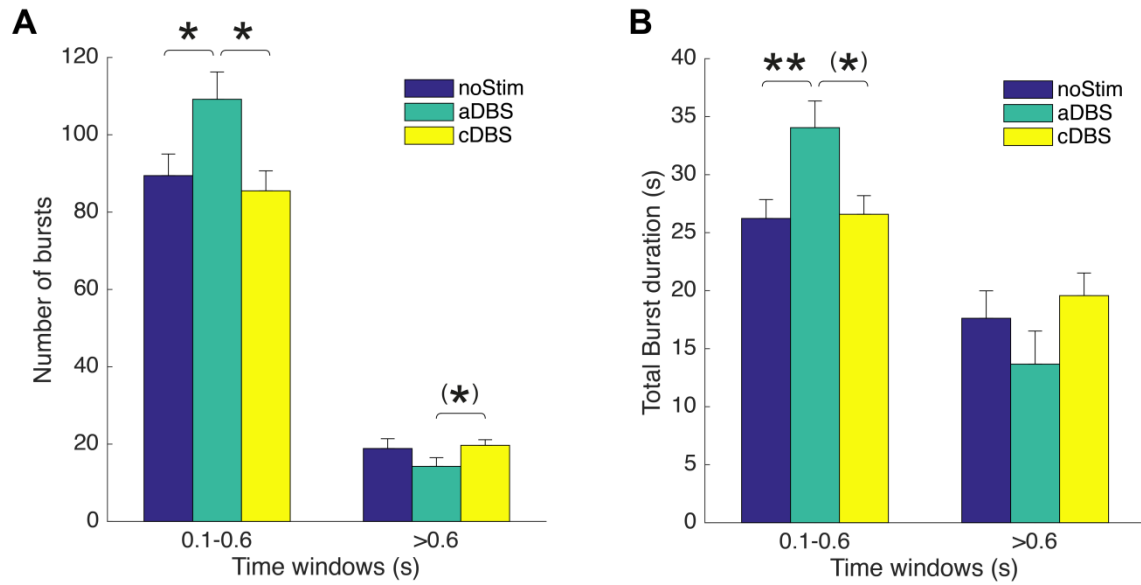 A
B
* *
** (*)
120
100
80
60
40
20
0
Number of bursts
noStim
aDBS
cDBS
(*)
0.1-0.6
>0.6
Time windows (s)
40
35
30
25
20
15
10
5
0
Total Burst duration (s)
noStim
aDBS
cDBS
0.1-0.6
>0.6
Time windows (s)